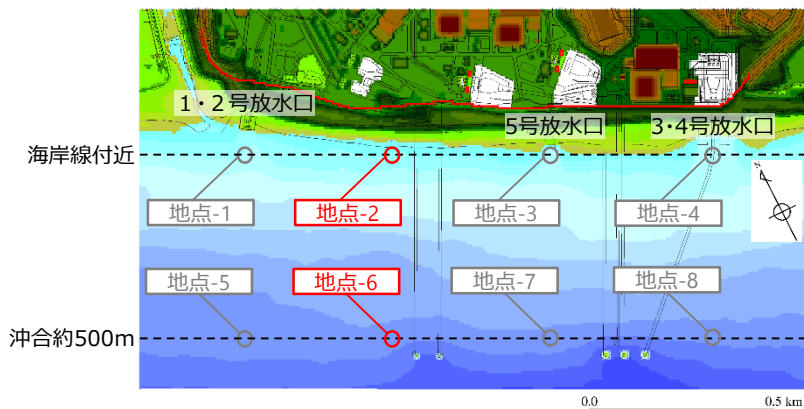 1・2号放水口
5号放水口
3・4号放水口
海岸線付近
地点-1
地点-2
地点-3
地点-4
地点-5
地点-6
地点-7
地点-8
沖合約500m
0.0
0.5 km